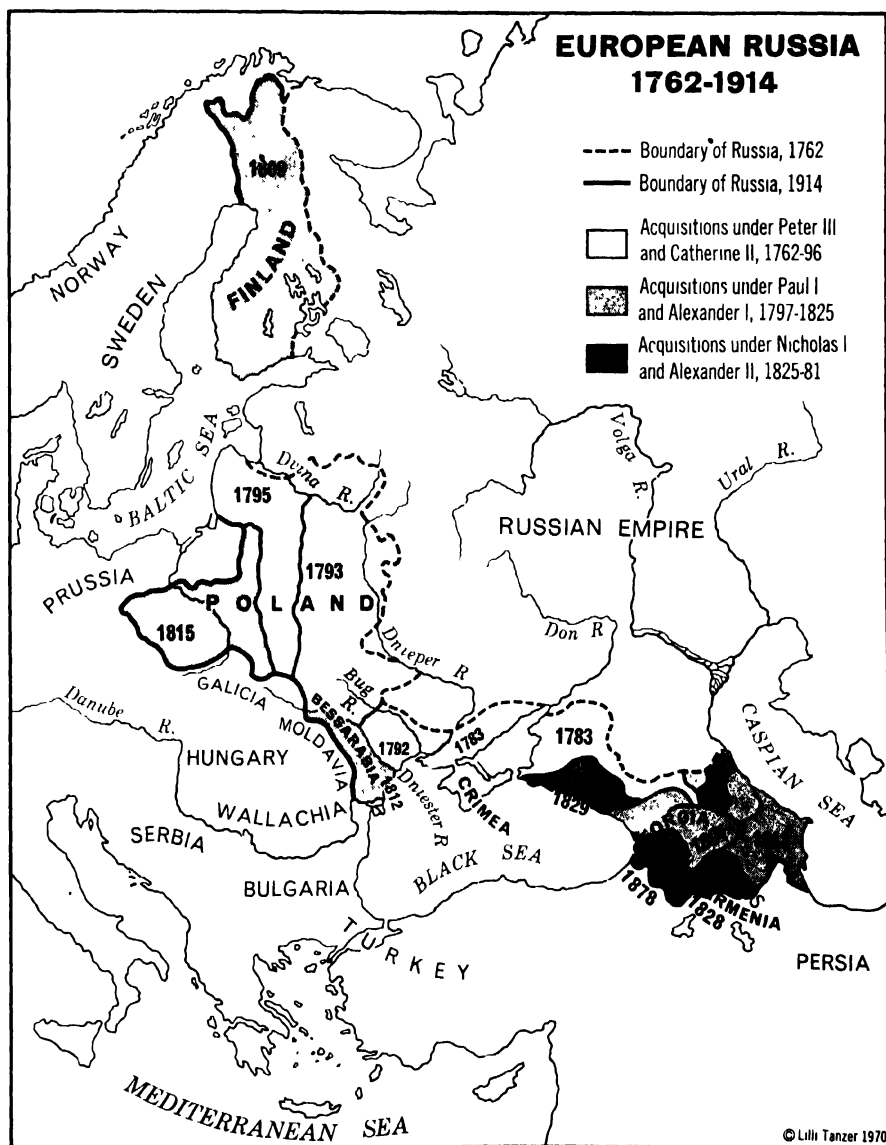 EUROPEAN RUSSIA
1762-1914
Boundary of Russia, 1762
Boundary of Russia, 1914
Acquisitions under Peter III
and Catherine II, 1762-96
Acquisitions under Paul I
and Alexander I, 1797-1825
Acquisitions under Nicholas I
and Alexander II, 1825-81
1809
FINLAND
NORWAY
SWEDEN
BALTIC SEA
Dvina R.
1795
Volga R.
Ural R.
RUSSIAN EMPIRE
PRUSSIA
1793
POLAND
1815
Don R
Dnieper R
Bug R.
GALICIA
Danube R.
BESSARABIA 1812
MOLDAVIA
HUNGARY
1792
1783
1783
CASPIAN SEA
Dniester R
CRIMEA
WALLACHIA
1829
SERBIA
BLACK SEA
BULGARIA
1878
1828
TURKEY
PERSIA
MEDITERRANEAN SEA
© Lilli Tanzer 1970